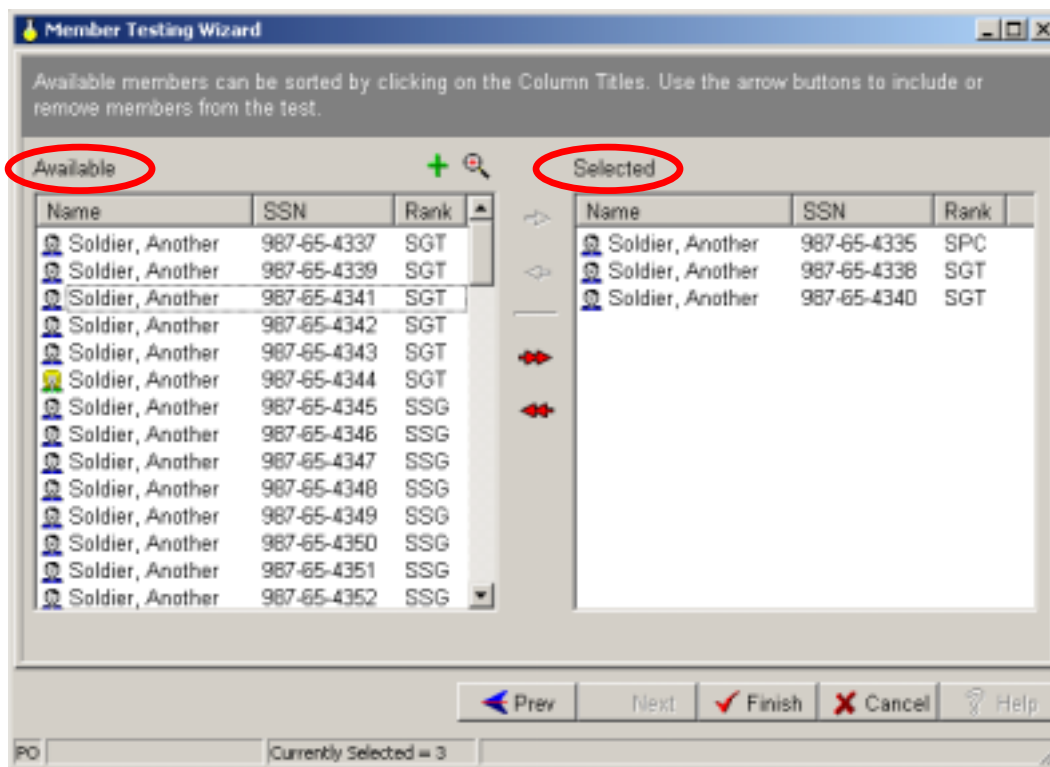 Member Testing Wizard
Available members can be sorted by clicking on the Column Titles. Use the arrow buttons to include or
remove members from the test.
Available
Name SSN Rank
Soldier, Another 987-65-4337 SGT
Soldier, Another 987-65-4339 SGT
Soldier, Another 987-65-4341 SGT
Soldier, Another 987-65-4342 SGT
Soldier, Another 987-65-4343 SGT
Soldier, Another 987-65-4344 SGT
Soldier, Another 987-65-4345 SSG
Soldier, Another 987-65-4346 SSG
Soldier, Another 987-65-4347 SSG
Soldier, Another 987-65-4348 SSG
Soldier, Another 987-65-4349 SSG
Soldier, Another 987-65-4350 SSG
Soldier, Another 987-65-4351 SSG
Soldier, Another 987-65-4352 SSG
Selected
Name SSN Rank
Soldier, Another 987-65-4335 SPC
Soldier, Another 987-65-4338 SGT
Soldier, Another 987-65-4340 SGT
Prev Next Finish Cancel Help
PO Currently Selected = 3